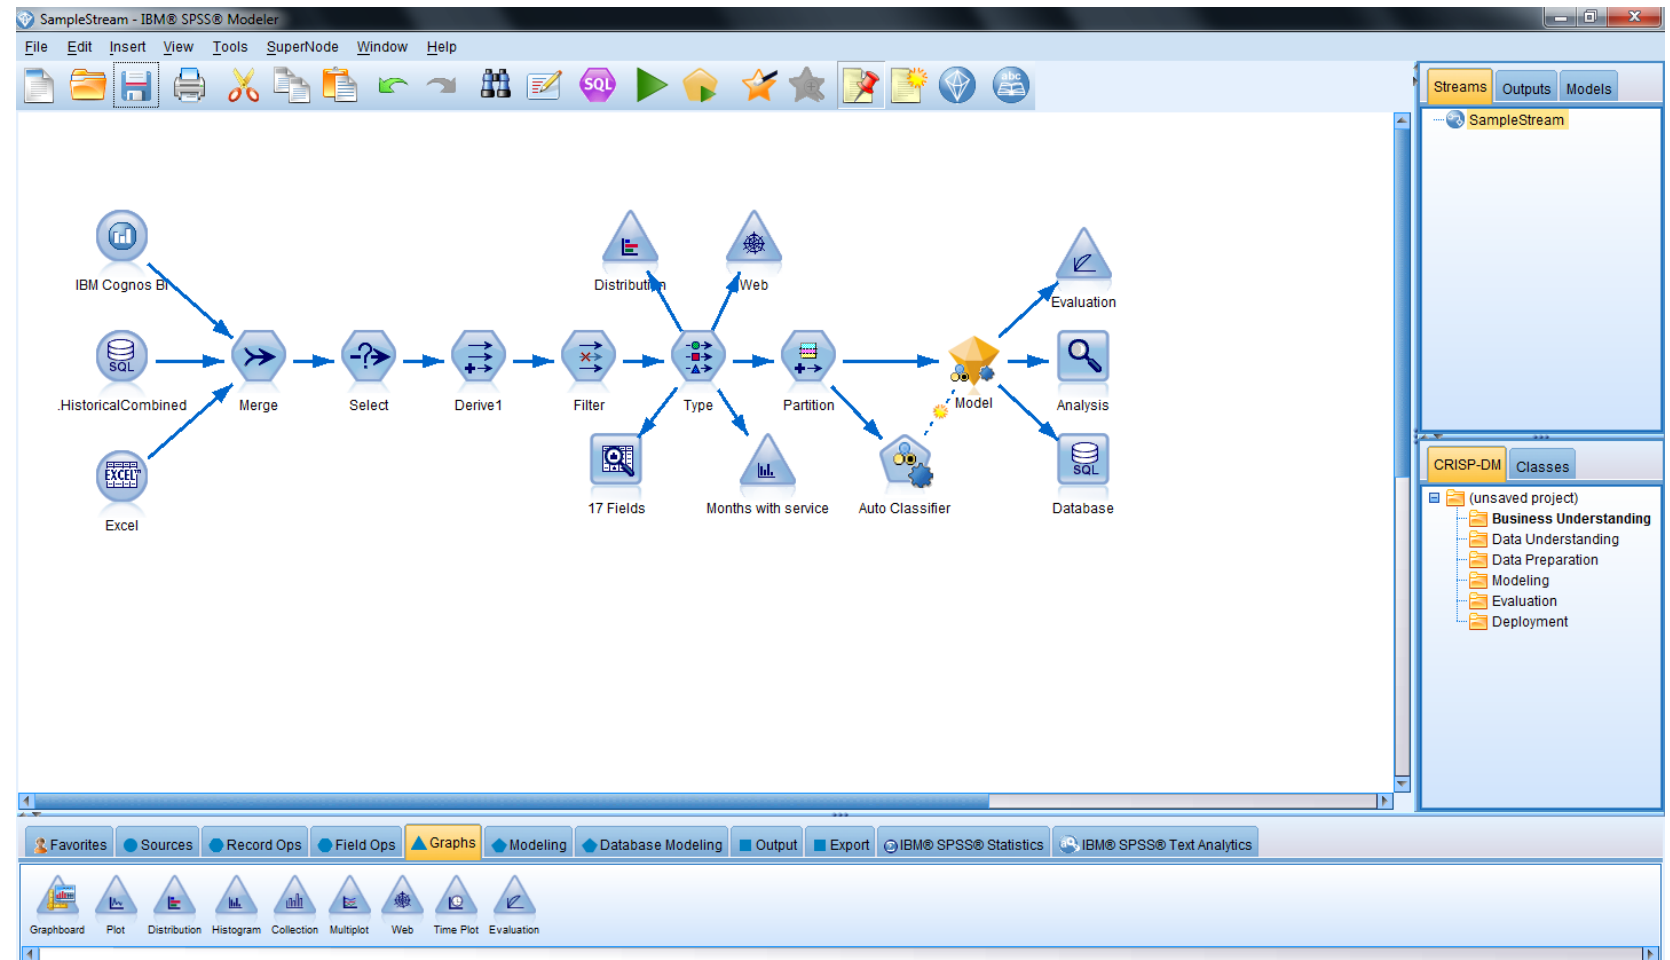 SampleStream - IBM® SPSS® Modeler
File Edit Insert View Tools SuperNode Window Help
SQL
abc
Streams Outputs Models
SampleStream
IBM Cognos BI
Distribution
Web
Evaluation
SQL
.HistoricalCombined
Merge
Select
Derive1
Filter
Type
Partition
Model
Analysis
EXCEL
Excel
17 Fields
Months with service
Auto Classifier
SQL
Database
CRISP-DM Classes
(unsaved project)
Business Understanding
Data Understanding
Data Preparation
Modeling
Evaluation
Deployment
Favorites Sources Record Ops Field Ops Graphs Modeling Database Modeling Output Export IBM® SPSS® Statistics IBM® SPSS® Text Analytics
Graphboard Plot Distribution Histogram Collection Multiplot Web Time Plot Evaluation